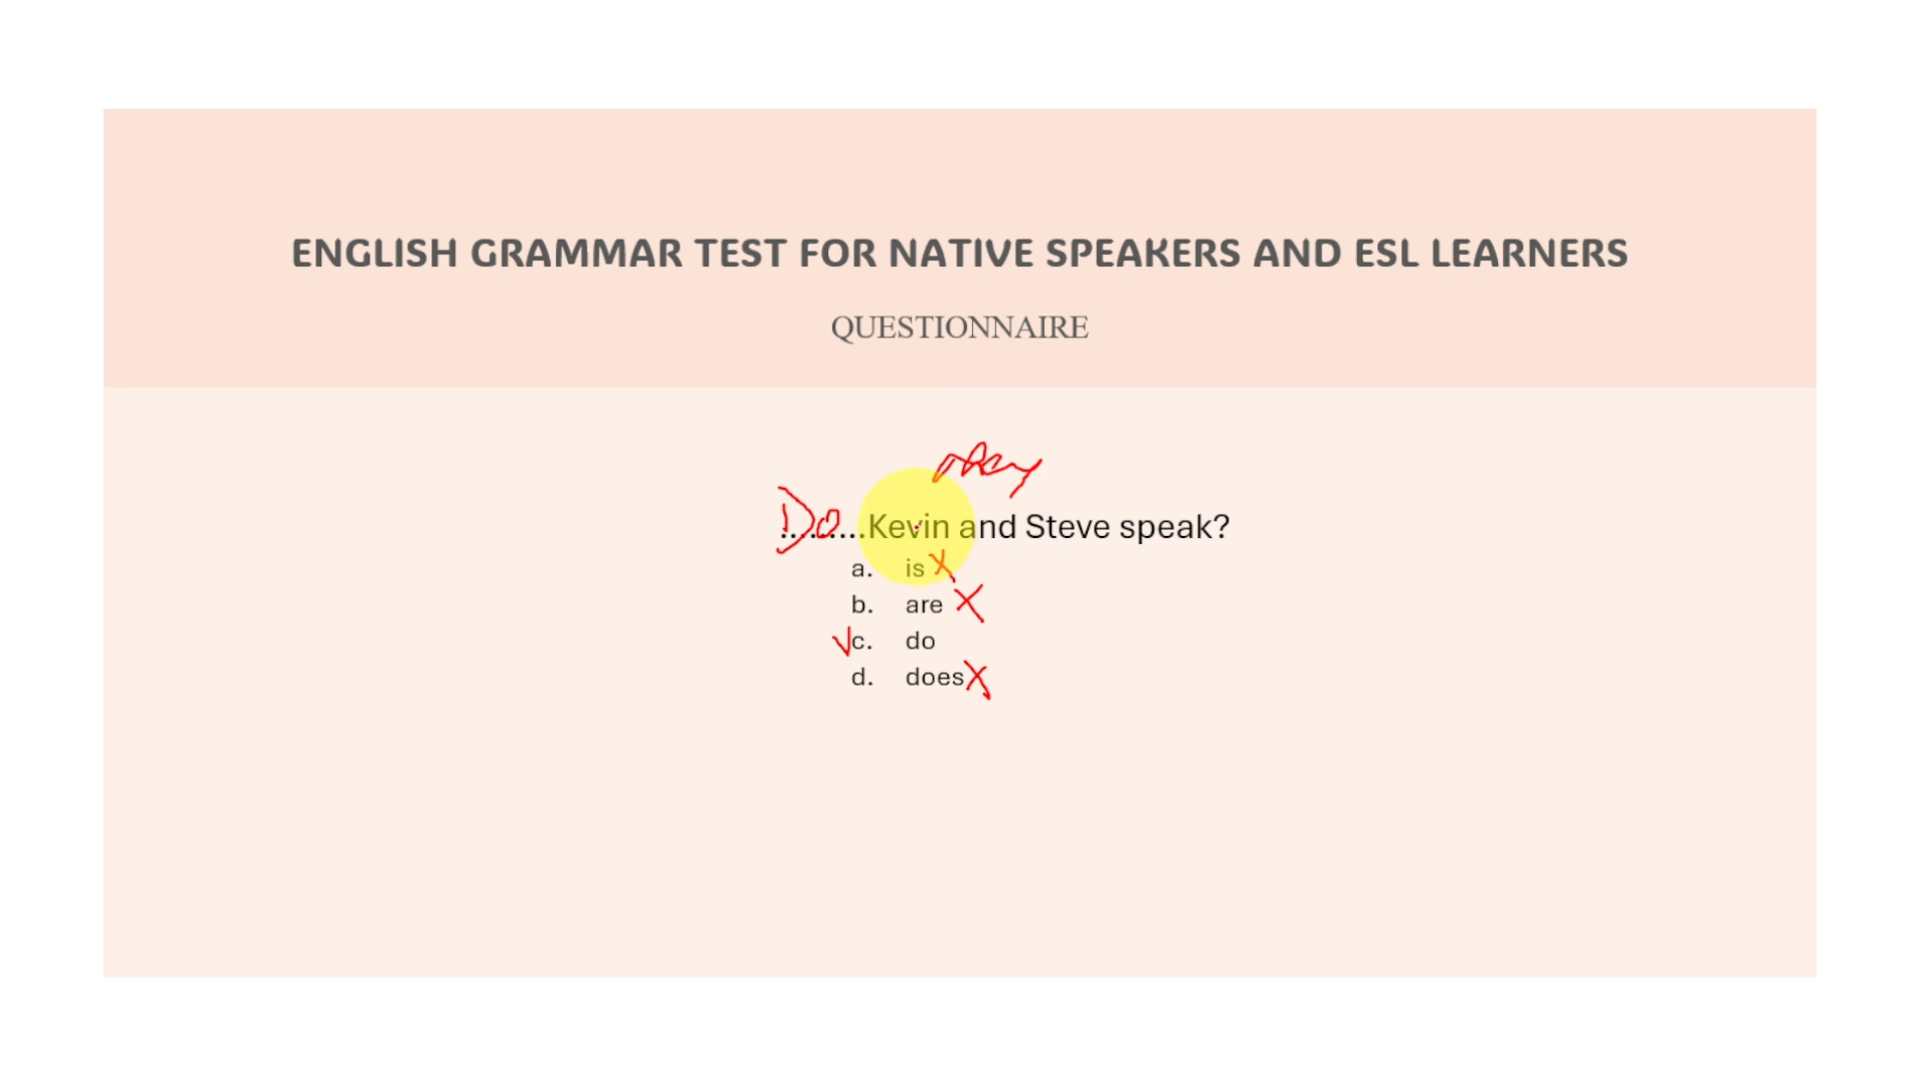 ENGLISH GRAMMAR TEST FOR NATIVE SPEAKERS AND ESL LEARNERS
QUESTIONNAIRE
they
Do.........Kevin and Steve speak?
a. is X
b. are X
✓c. do
d. does X